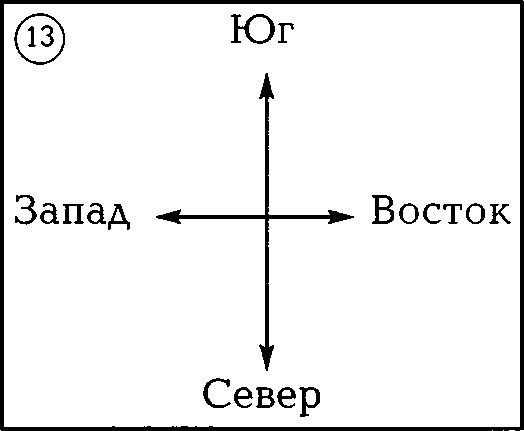 13
Юг
Запад
Восток
Север